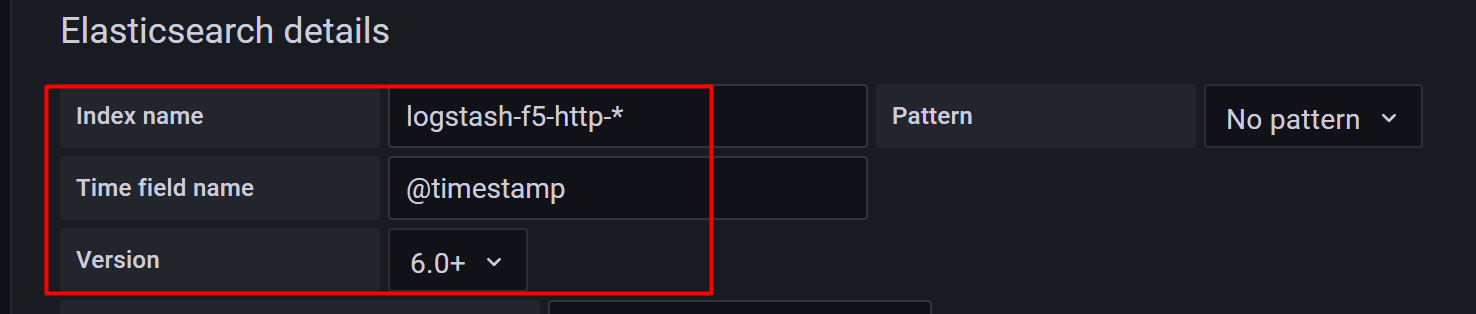 Elasticsearch details
Index name logstash-f5-http-* Pattern No pattern
Time field name @timestamp
Version 6.0+